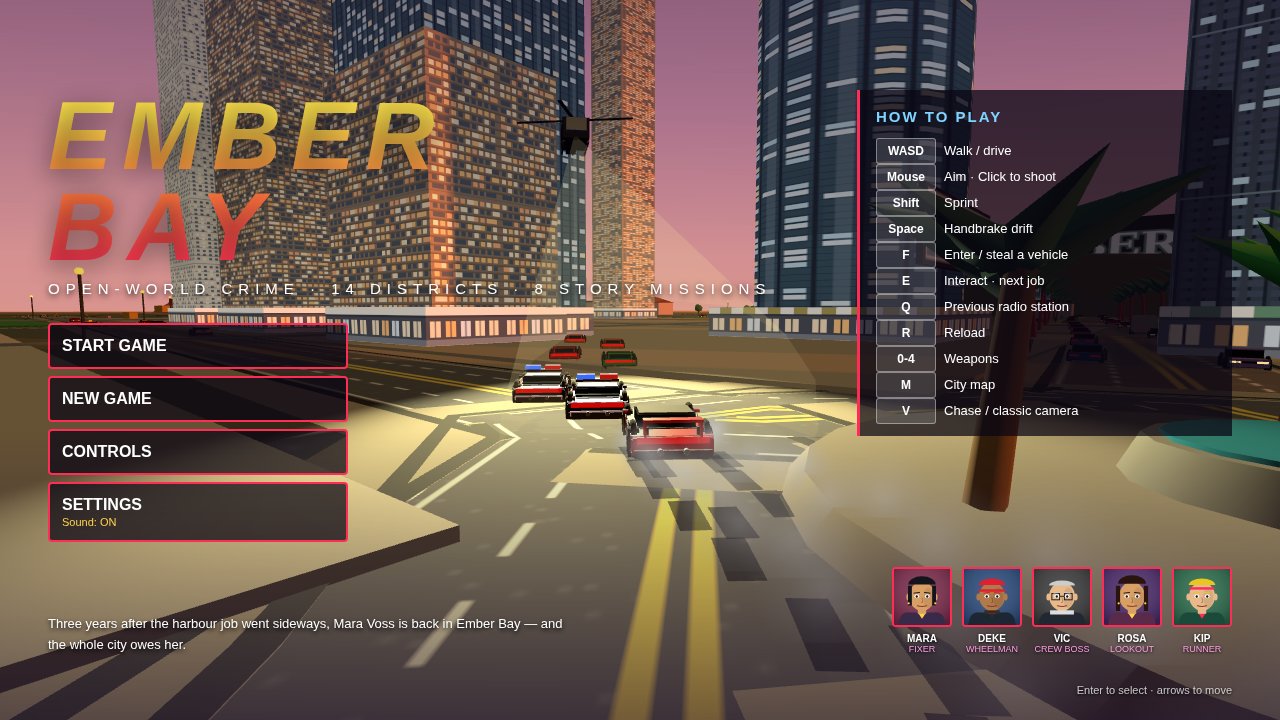 EMBER
BAY
OPEN-WORLD CRIME · 14 DISTRICTS · 8 STORY MISSIONS
START GAME
NEW GAME
CONTROLS
SETTINGS
Sound: ON
Three years after the harbour job went sideways, Mara Voss is back in Ember Bay — and
the whole city owes her.
HOW TO PLAY
WASD Walk / drive
Mouse Aim · Click to shoot
Shift Sprint
Space Handbrake drift
F Enter / steal a vehicle
E Interact · next job
Q Previous radio station
R Reload
0-4 Weapons
M City map
V Chase / classic camera
MARA DEKE VIC ROSA KIP
FIXER WHEELMAN CREW BOSS LOOKOUT RUNNER
Enter to select · arrows to move